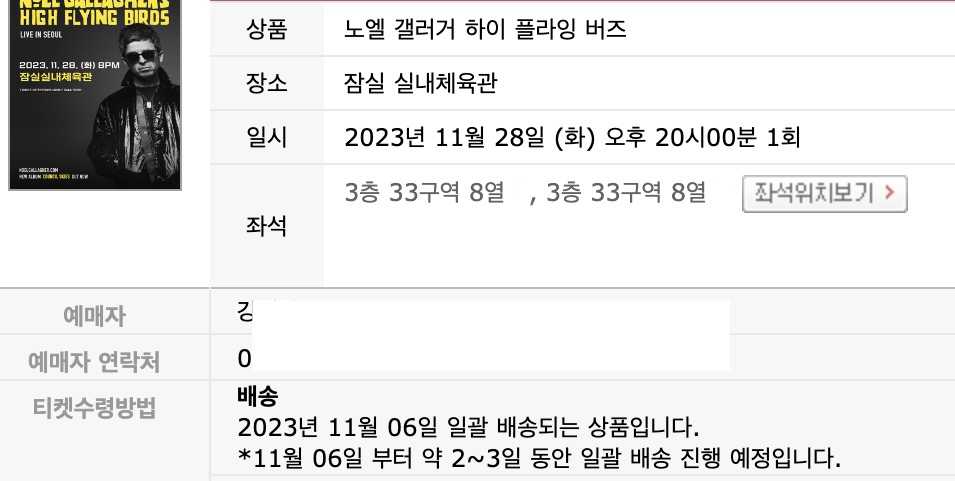 NOEL GALLAGHER'S
HIGH FLYING BIRDS
LIVE IN SEOUL
2023. 11. 28. (화) 8PM
잠실실내체육관
NOELGALLAGHER.COM
NEW ALBUM COUNCIL SKIES OUT NOW
상품 노엘 갤러거 하이 플라잉 버즈
장소 잠실 실내체육관
일시 2023년 11월 28일 (화) 오후 20시00분 1회
좌석 3층 33구역 8열 , 3층 33구역 8열 좌석위치보기
예매자
예매자 연락처 0
티켓수령방법 배송
2023년 11월 06일 일괄 배송되는 상품입니다.
*11월 06일 부터 약 2~3일 동안 일괄 배송 진행 예정입니다.